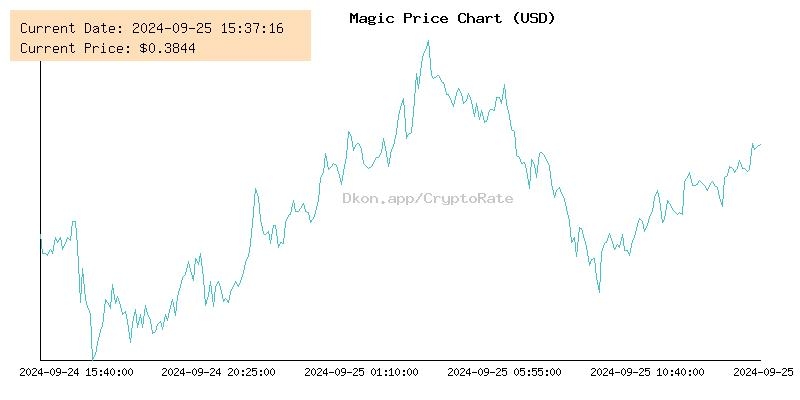 Magic Price Chart (USD)
Current Date: 2024-09-25 15:37:16
Current Price: $0.3844
Dkon.app/CryptoRate
2024-09-24 15:40:00 2024-09-24 20:25:00 2024-09-25 01:10:00 2024-09-25 05:55:00 2024-09-25 10:40:00 2024-09-25